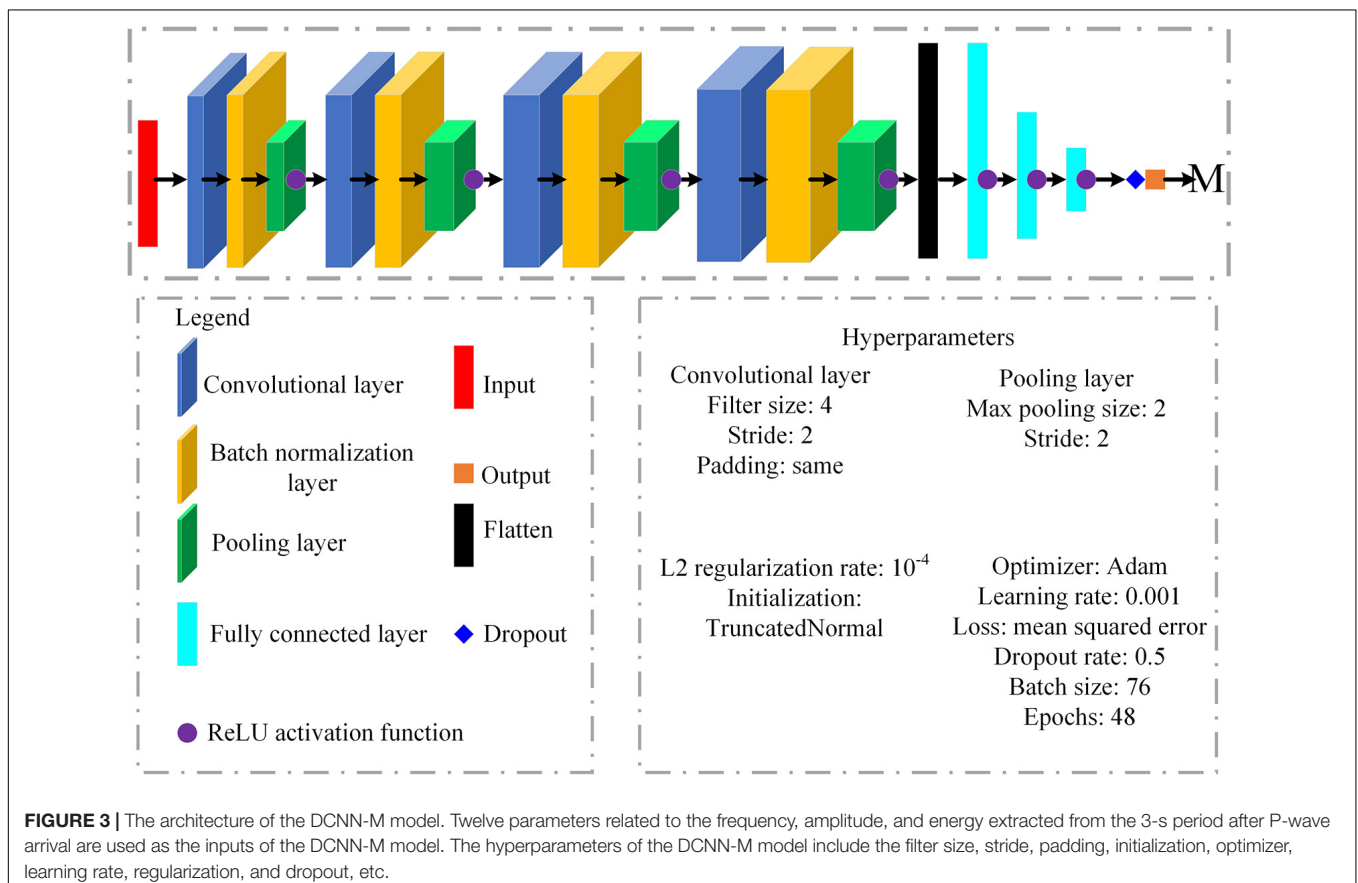 M
Legend
Convolutional layer
Batch normalization
layer
Pooling layer
Fully connected layer
ReLU activation function
Input
Output
Flatten
Dropout
Hyperparameters
Convolutional layer
Filter size: 4
Stride: 2
Padding: same
Pooling layer
Max pooling size: 2
Stride: 2
L2 regularization rate: 10⁻⁴
Initialization:
TruncatedNormal
Optimizer: Adam
Learning rate: 0.001
Loss: mean squared error
Dropout rate: 0.5
Batch size: 76
Epochs: 48
FIGURE 3 | The architecture of the DCNN-M model. Twelve parameters related to the frequency, amplitude, and energy extracted from the 3-s period after P-wave
arrival are used as the inputs of the DCNN-M model. The hyperparameters of the DCNN-M model include the filter size, stride, padding, initialization, optimizer,
learning rate, regularization, and dropout, etc.